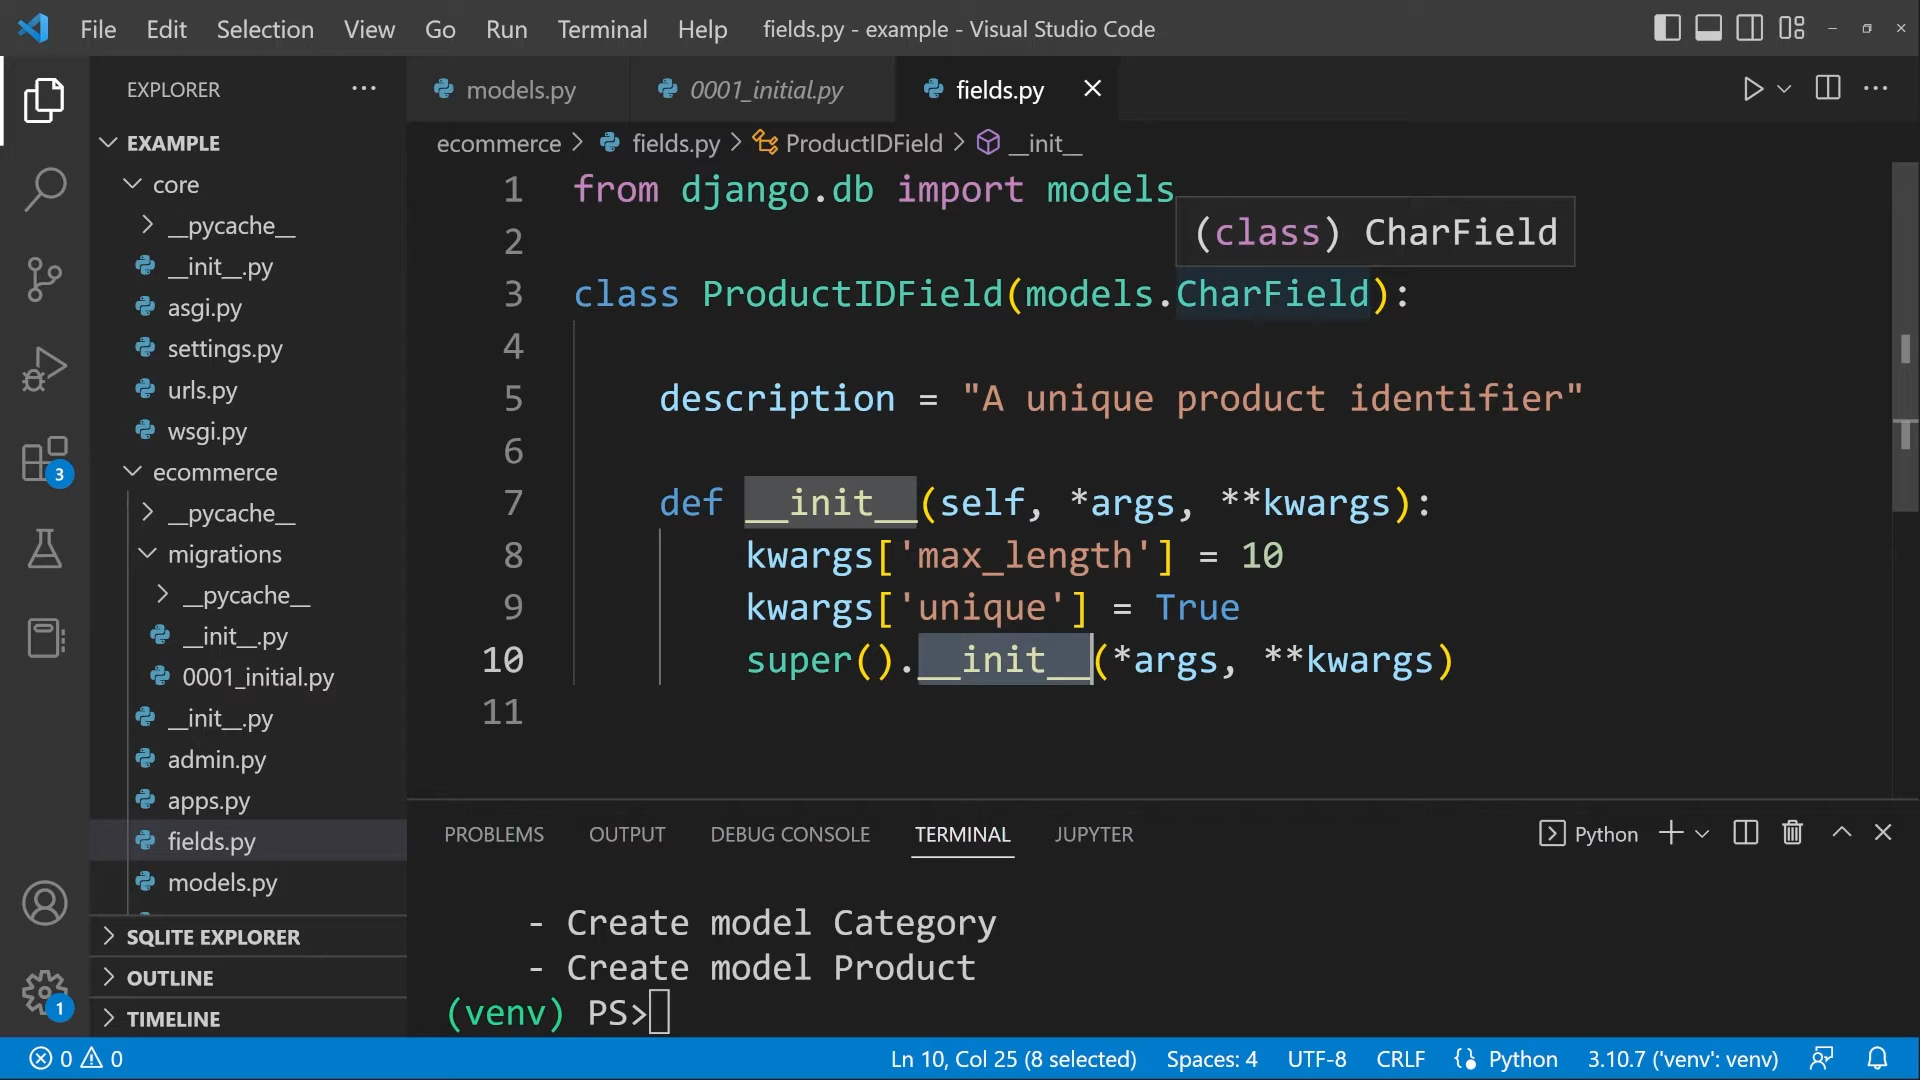 File Edit Selection View Go Run Terminal Help fields.py - example - Visual Studio Code
EXPLORER
models.py 0001_initial.py fields.py
ecommerce > fields.py > ProductIDField > __init__
EXAMPLE
core
__pycache__
__init__.py
asgi.py
settings.py
urls.py
wsgi.py
ecommerce
__pycache__
migrations
__pycache__
__init__.py
0001_initial.py
__init__.py
admin.py
apps.py
fields.py
models.py
SQLITE EXPLORER
OUTLINE
TIMELINE
3
1
1 from django.db import models
(class) CharField
2
3 class ProductIDField(models.CharField):
4
5 description = "A unique product identifier"
6
7 def __init__(self, *args, **kwargs):
8 kwargs['max_length'] = 10
9 kwargs['unique'] = True
10 super().__init__(*args, **kwargs)
11
PROBLEMS OUTPUT DEBUG CONSOLE TERMINAL JUPYTER Python
- Create model Category
- Create model Product
(venv) PS>
0 0 Ln 10, Col 25 (8 selected) Spaces: 4 UTF-8 CRLF Python 3.10.7 ('venv': venv)